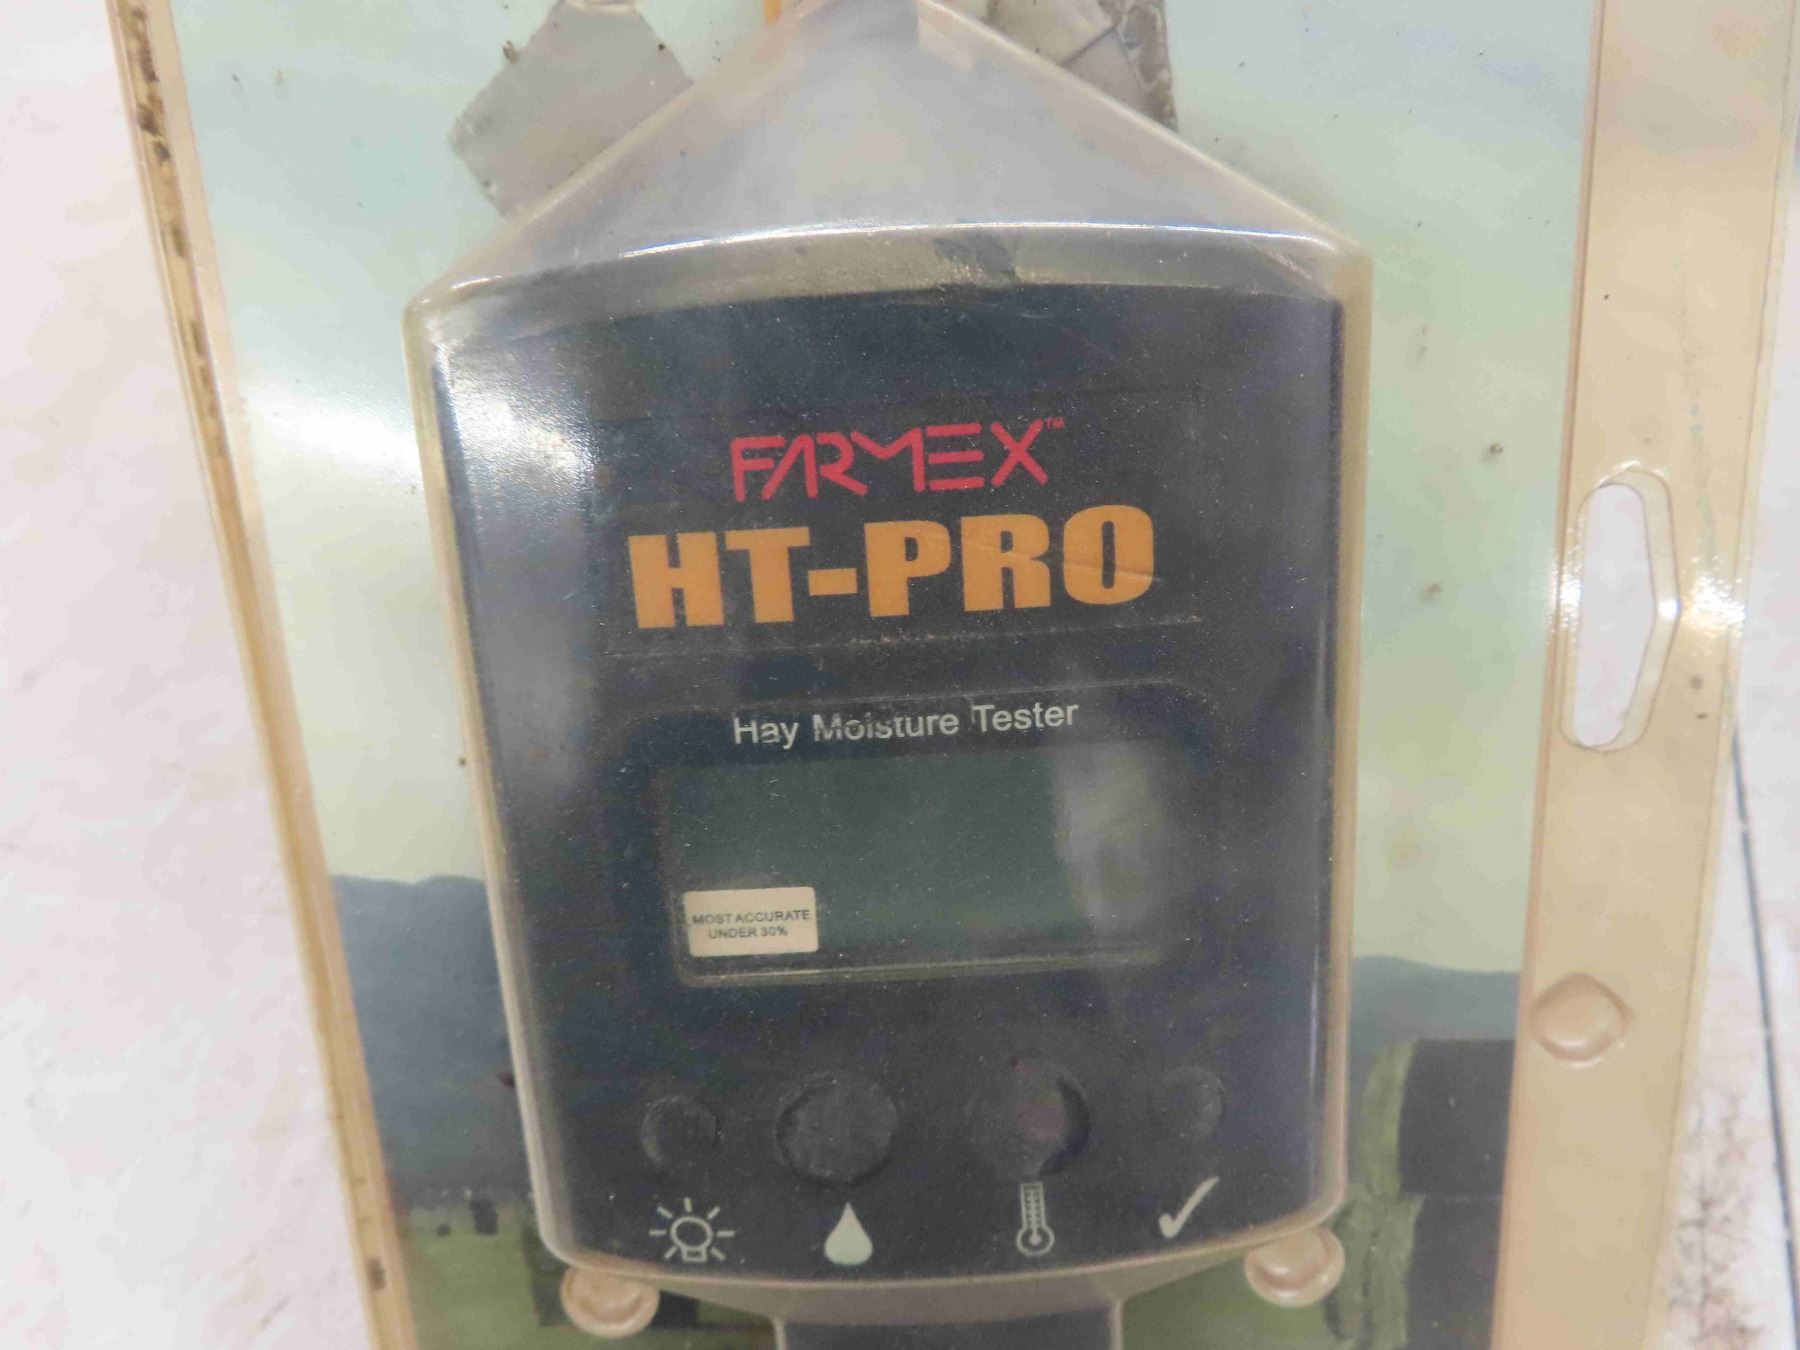 FARMEX™
HT-PRO
Hay Moisture Tester
MOST ACCURATE
UNDER 30%